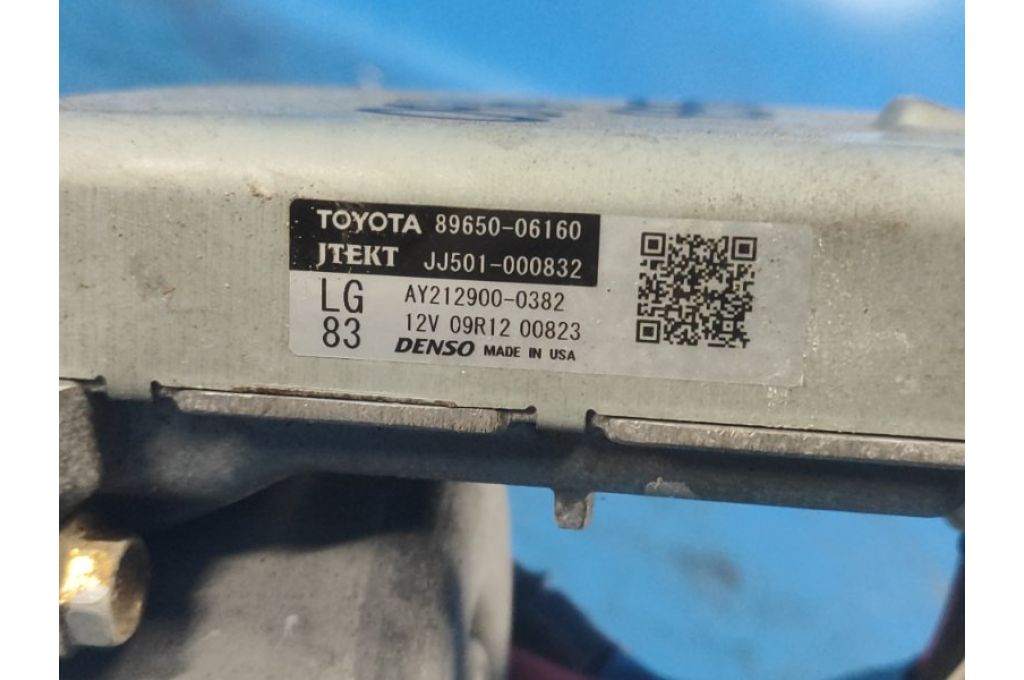 TOYOTA 89650-06160
JTEKT JJ501-000832
LG AY212900-0382
83 12V 09R12 00823
DENSO MADE IN USA